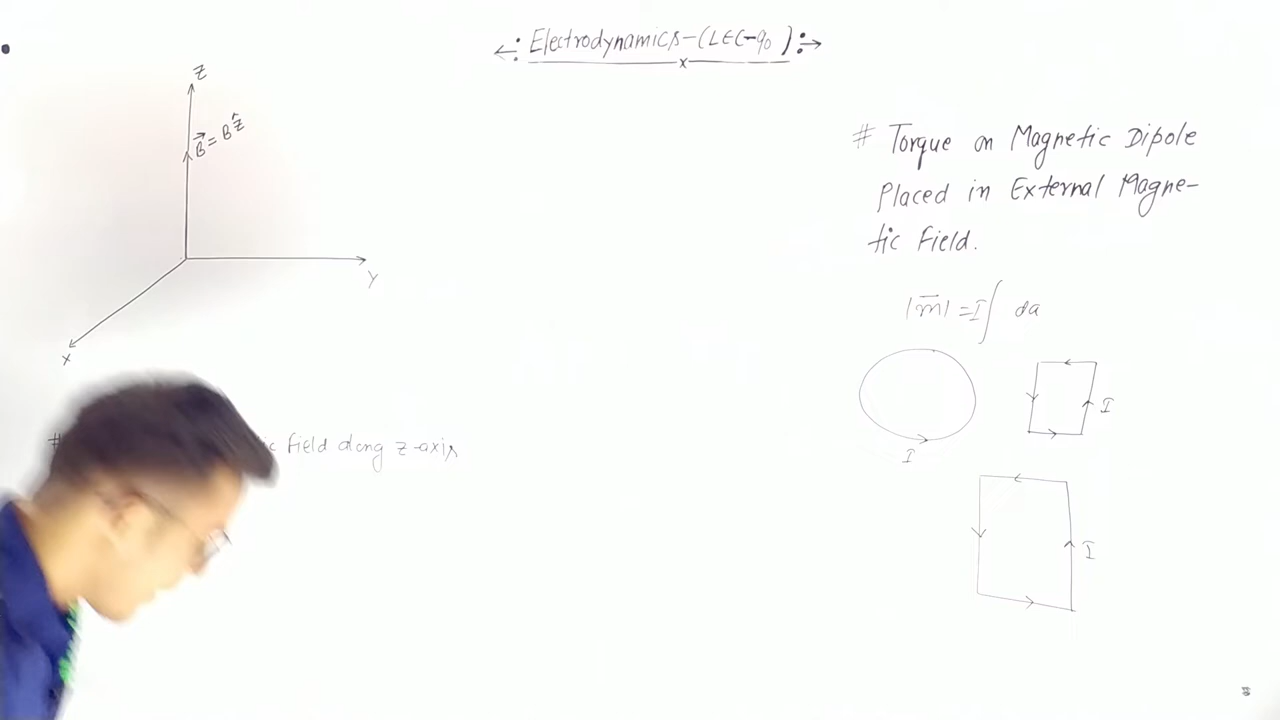 Electrodynamics-(LEC-90)
Z
B⃗ = Bẑ
Y
X
# field along z-axis
# Torque on Magnetic Dipole
Placed in External Magne-
tic Field.
|m⃗| = I∫ da
I
I
I